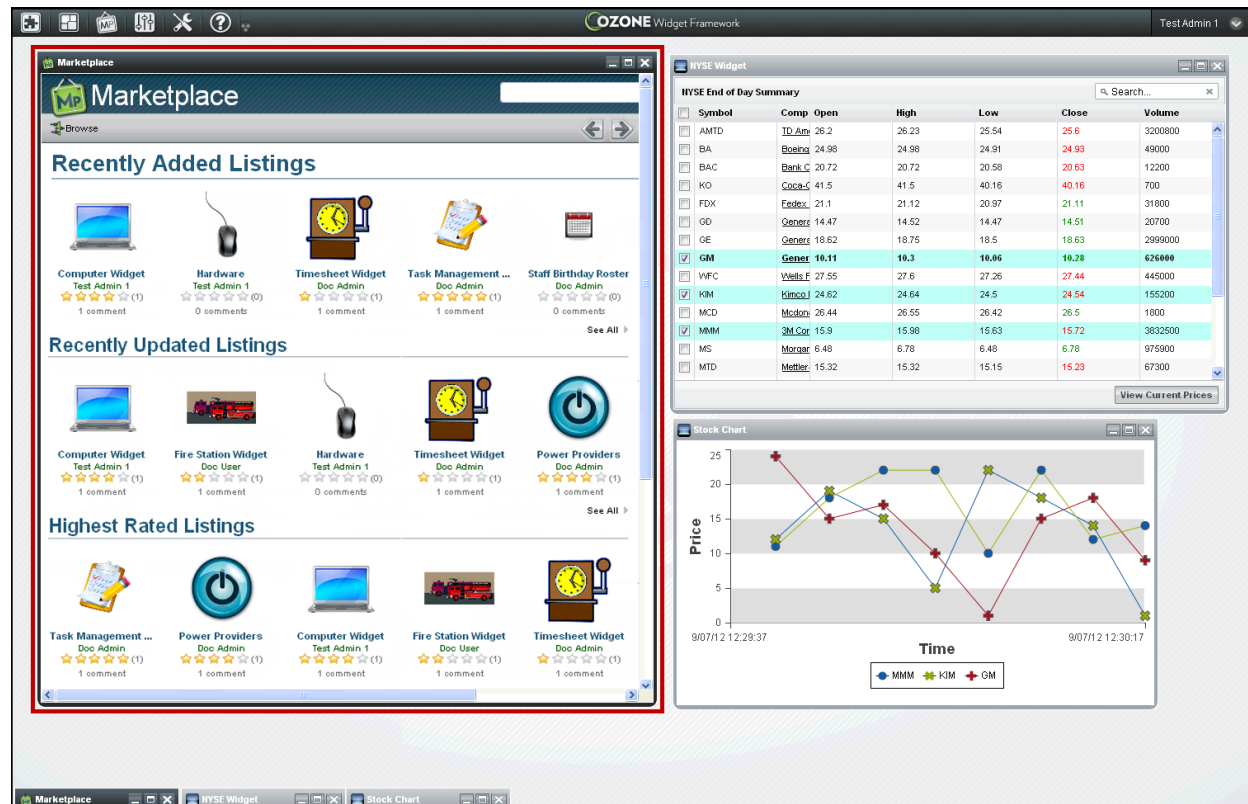 OZONE Widget Framework
Test Admin 1
Marketplace
Marketplace
Browse
Recently Added Listings
Computer Widget Hardware Timesheet Widget Task Management ... Staff Birthday Roster
Test Admin 1 Test Admin 1 Doc Admin Doc Admin Doc Admin
(1) (0) (1) (1) (0)
1 comment 0 comments 1 comment 1 comment 0 comments
See All
Recently Updated Listings
Computer Widget Fire Station Widget Hardware Timesheet Widget Power Providers
Test Admin 1 Doc User Test Admin 1 Doc Admin Doc Admin
(1) (1) (0) (1) (1)
1 comment 1 comment 0 comments 1 comment 1 comment
See All
Highest Rated Listings
Task Management ... Power Providers Computer Widget Fire Station Widget Timesheet Widget
Doc Admin Doc Admin Test Admin 1 Doc User Doc Admin
(1) (1) (1) (1) (1)
1 comment 1 comment 1 comment 1 comment 1 comment
NYSE Widget
NYSE End of Day Summary
Search...
Symbol Comp Open High Low Close Volume
AMTD TD Am 26.2 26.23 25.54 25.6 3200800
BA Boeing 24.98 24.98 24.91 24.93 49000
BAC Bank C 20.72 20.72 20.58 20.63 12200
KO Coca-C 41.5 41.5 40.16 40.16 700
FDX Fedex 21.1 21.12 20.97 21.11 31800
GD Genera 14.47 14.52 14.47 14.51 20700
GE Genera 18.62 18.75 18.5 18.63 2999000
GM Gener 10.11 10.3 10.06 10.28 626000
WFC Wells F 27.55 27.6 27.26 27.44 445000
KIM Kimco 24.62 24.64 24.5 24.54 155200
MCD Mcdon 26.44 26.55 26.42 26.5 1800
MMM 3M Cor 15.9 15.98 15.63 15.72 3832500
MS Morgar 6.48 6.78 6.48 6.78 975900
MTD Mettler 15.32 15.32 15.15 15.23 67300
View Current Prices
Stock Chart
25
20
15
10
5
0
Price
9/07/12 12:29:37 9/07/12 12:30:17
Time
MMM KIM GM
Marketplace NYSE Widget Stock Chart